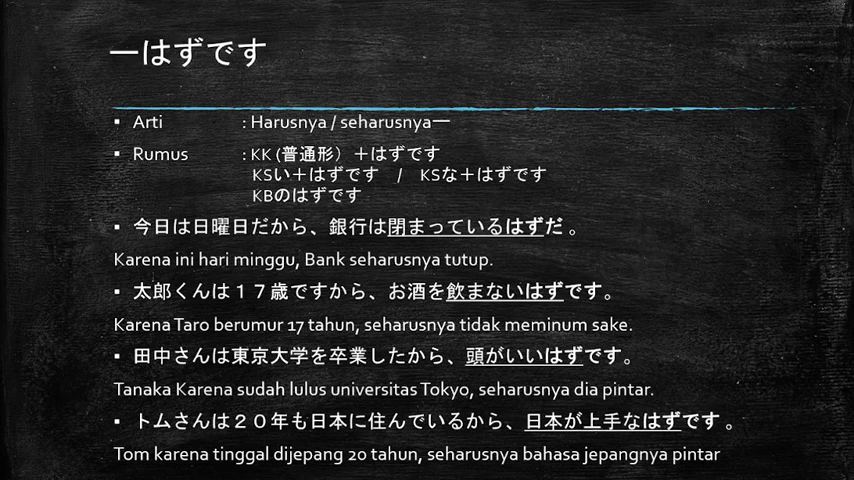 ーはずです
▪ Arti : Harusnya / seharusnyaー
▪ Rumus : KK (普通形）＋はずです
KSい＋はずです / KSな＋はずです
KBのはずです
▪ 今日は日曜日だから、銀行は閉まっているはずだ 。
Karena ini hari minggu, Bank seharusnya tutup.
▪ 太郎くんは１７歳ですから、お酒を飲まないはずです。
Karena Taro berumur 17 tahun, seharusnya tidak meminum sake.
▪ 田中さんは東京大学を卒業したから、頭がいいはずです。
Tanaka Karena sudah lulus universitas Tokyo, seharusnya dia pintar.
▪ トムさんは２０年も日本に住んでいるから、日本が上手なはずです 。
Tom karena tinggal dijepang 20 tahun, seharusnya bahasa jepangnya pintar